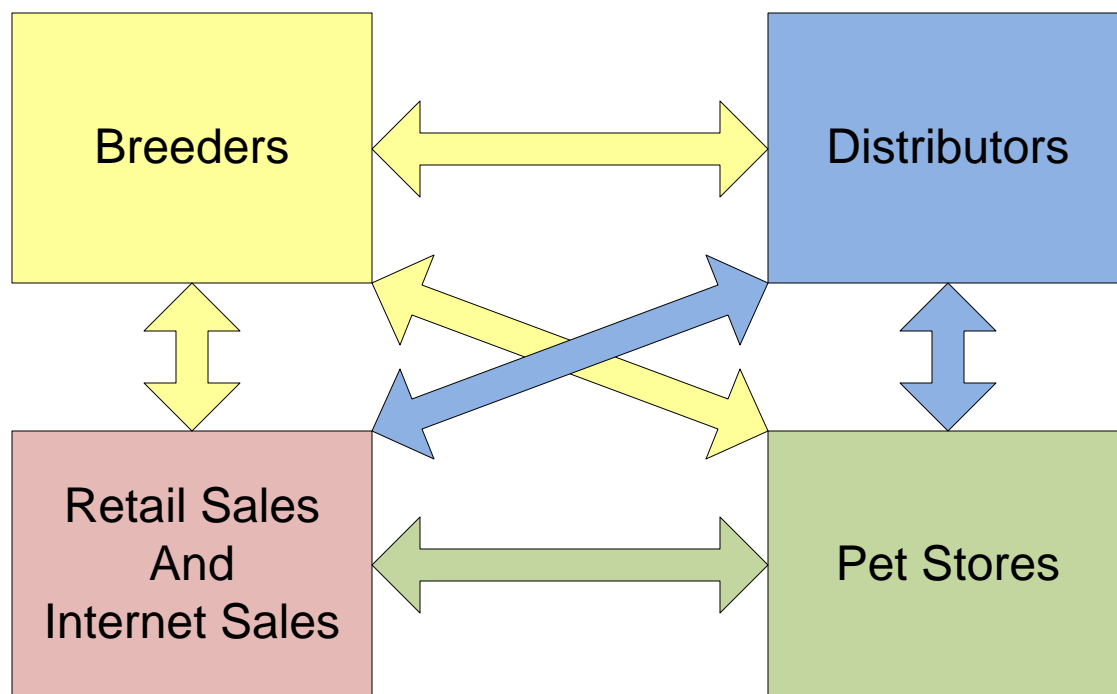 Breeders
Distributors
Retail Sales
And
Internet Sales
Pet Stores